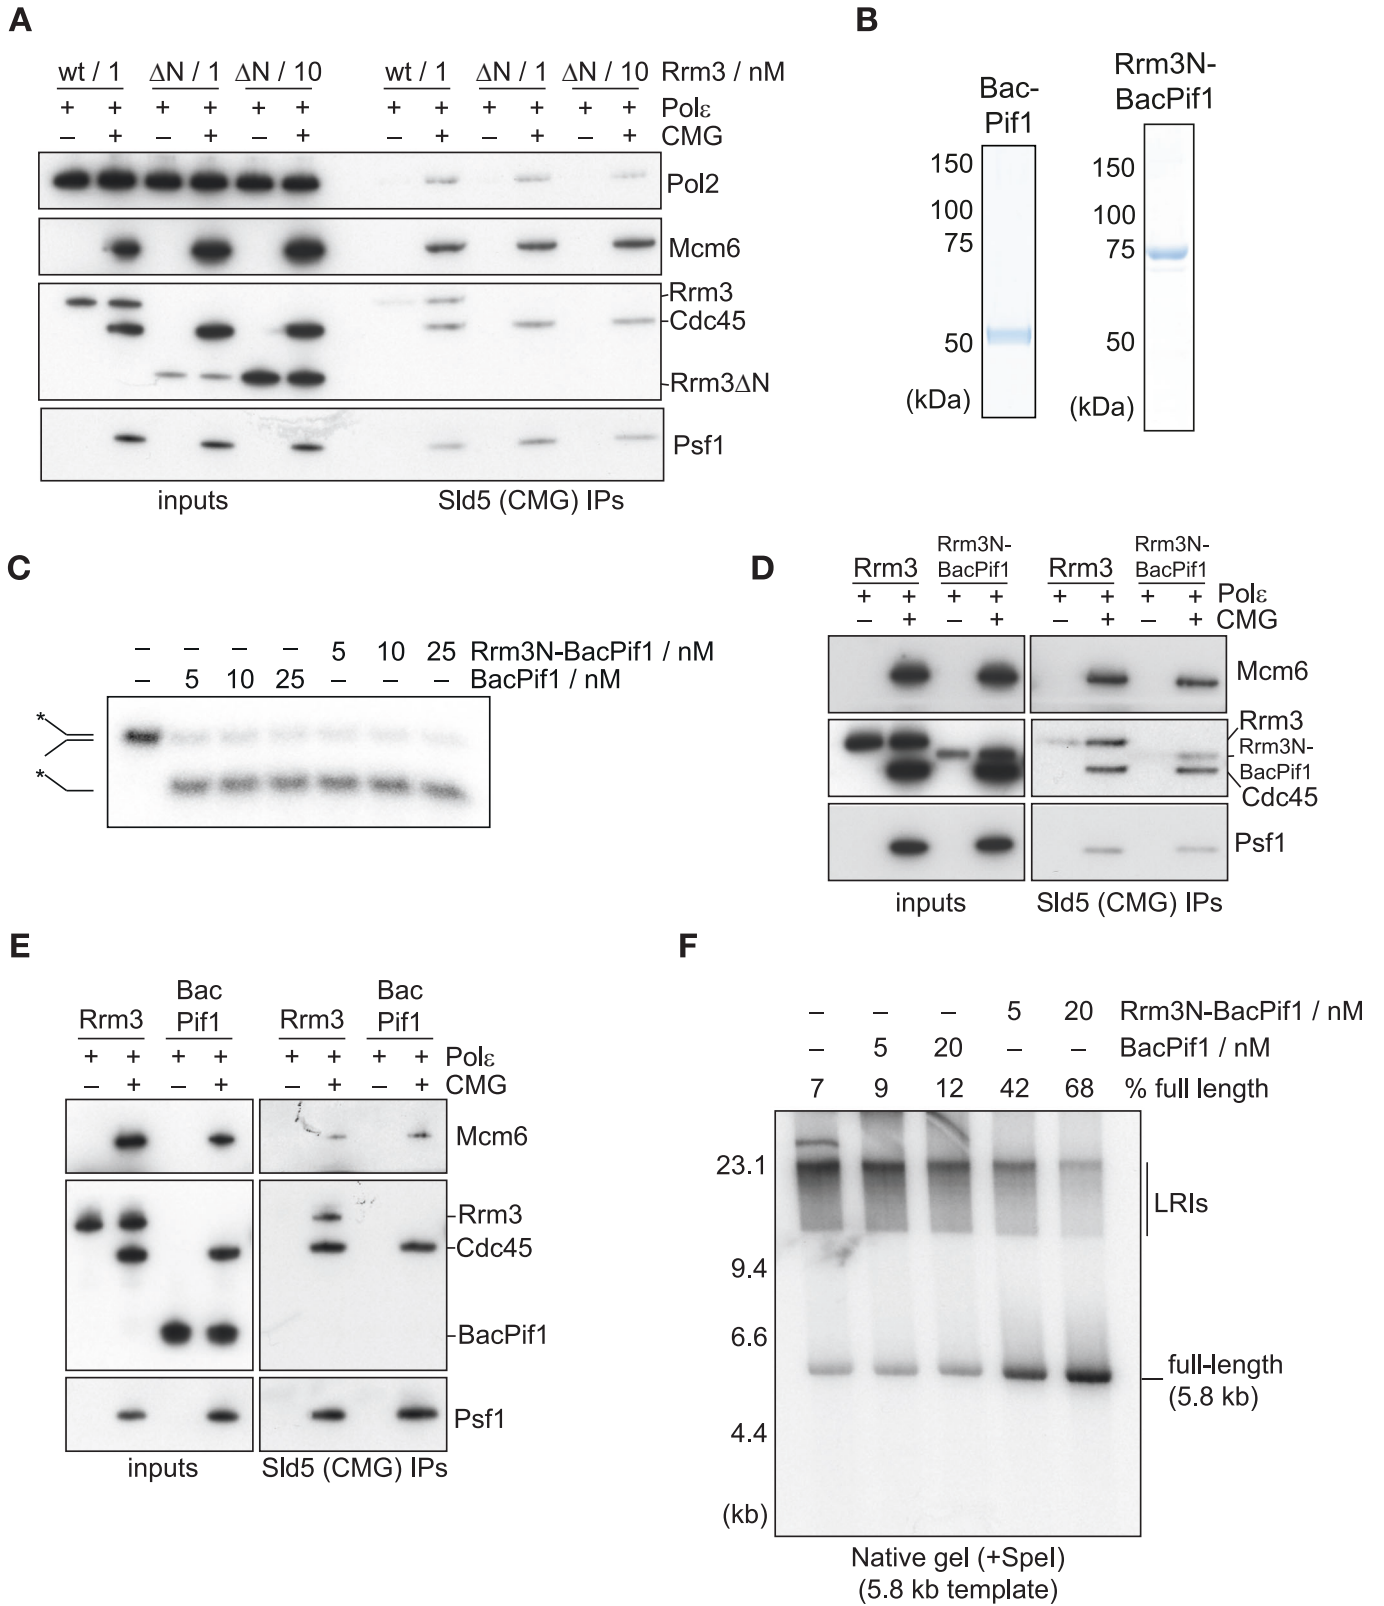 A
wt / 1 ΔN / 1 ΔN / 10 wt / 1 ΔN / 1 ΔN / 10 Rrm3 / nM
+ + + + + + + + + + + + Polε
– + – + – + – + – + – + CMG
Pol2
Mcm6
Rrm3
Cdc45
Rrm3ΔN
Psf1
inputs Sld5 (CMG) IPs
B
Bac-
Pif1
150
100
75
50
(kDa)
Rrm3N-
BacPif1
150
100
75
50
(kDa)
C
– – – – 5 10 25 Rrm3N-BacPif1 / nM
– 5 10 25 – – – BacPif1 / nM
*
*
D
Rrm3 Rrm3N-
BacPif1 Rrm3 Rrm3N-
BacPif1
+ + + + + + + + Polε
– + – + – + – + CMG
Mcm6
Rrm3
Rrm3N-
BacPif1
Cdc45
Psf1
inputs Sld5 (CMG) IPs
E
Rrm3 Bac
Pif1 Rrm3 Bac
Pif1
+ + + + + + + + Polε
– + – + – + – + CMG
Mcm6
Rrm3
Cdc45
BacPif1
Psf1
inputs Sld5 (CMG) IPs
F
– – – 5 20 Rrm3N-BacPif1 / nM
– 5 20 – – BacPif1 / nM
7 9 12 42 68 % full length
23.1
LRIs
9.4
6.6
full-length
(5.8 kb)
4.4
(kb)
Native gel (+SpeI)
(5.8 kb template)